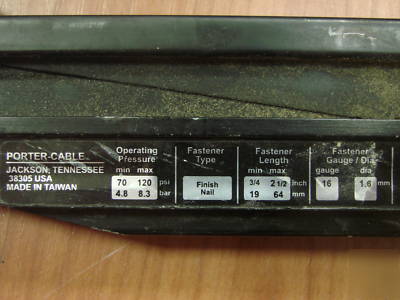 PORTER-CABLE
JACKSON, TENNESSEE
38305 USA
MADE IN TAIWAN
Operating
Pressure
min max
70 120 psi
4.8 8.3 bar
Fastener
Type
Finish
Nail
Fastener
Length
min max
3/4 2 1/2 inch
19 64 mm
Fastener
Gauge / Dia.
gauge dia
16 1.6 mm